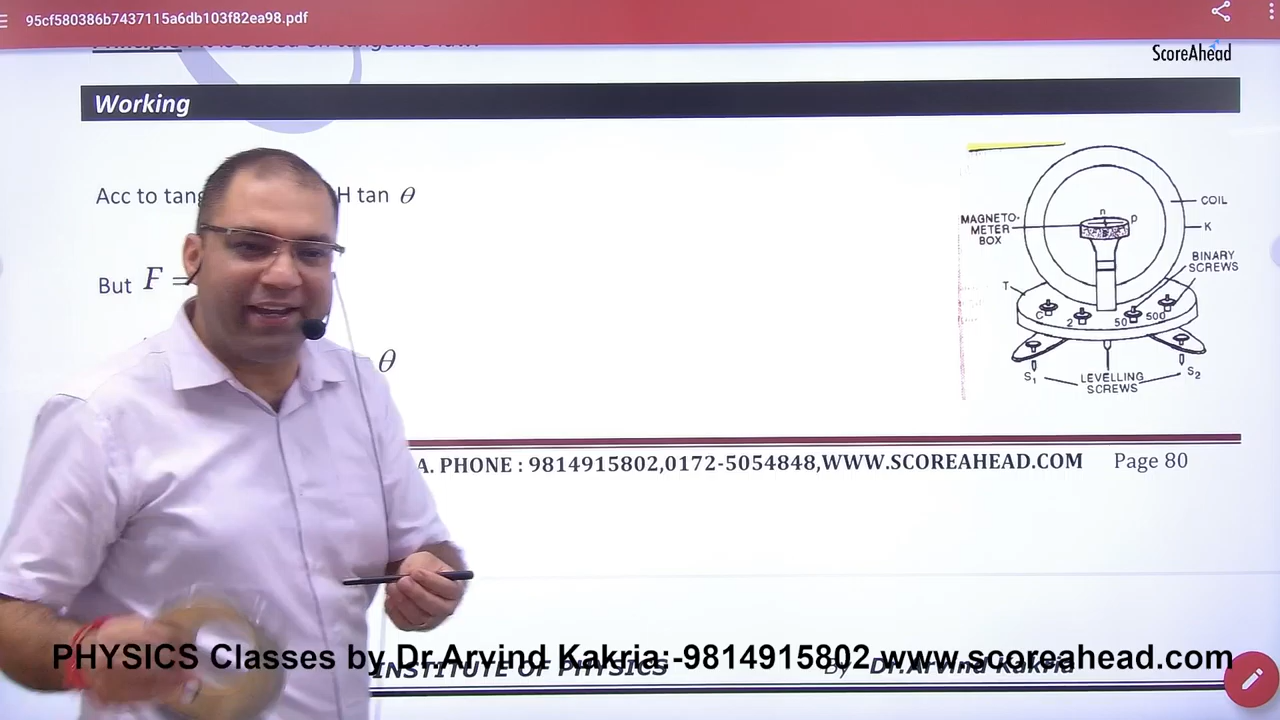 95cf580386b7437115a6db103f82ea98.pdf
ScoreAhead
Working
Acc to H tan θ
But F =
θ
MAGNETO-
METER
BOX
n
P
COIL
K
BINARY
SCREWS
T
C 2 50 500
S1
LEVELLING
SCREWS
S2
A. PHONE : 9814915802,0172-5054848,WWW.SCOREAHEAD.COM Page 80
PHYSICS Classes by Dr.Arvind Kakria:-9814915802 www.scoreahead.com
INSTITUTE OF PHYSICS By Dr.Arvind Kakria